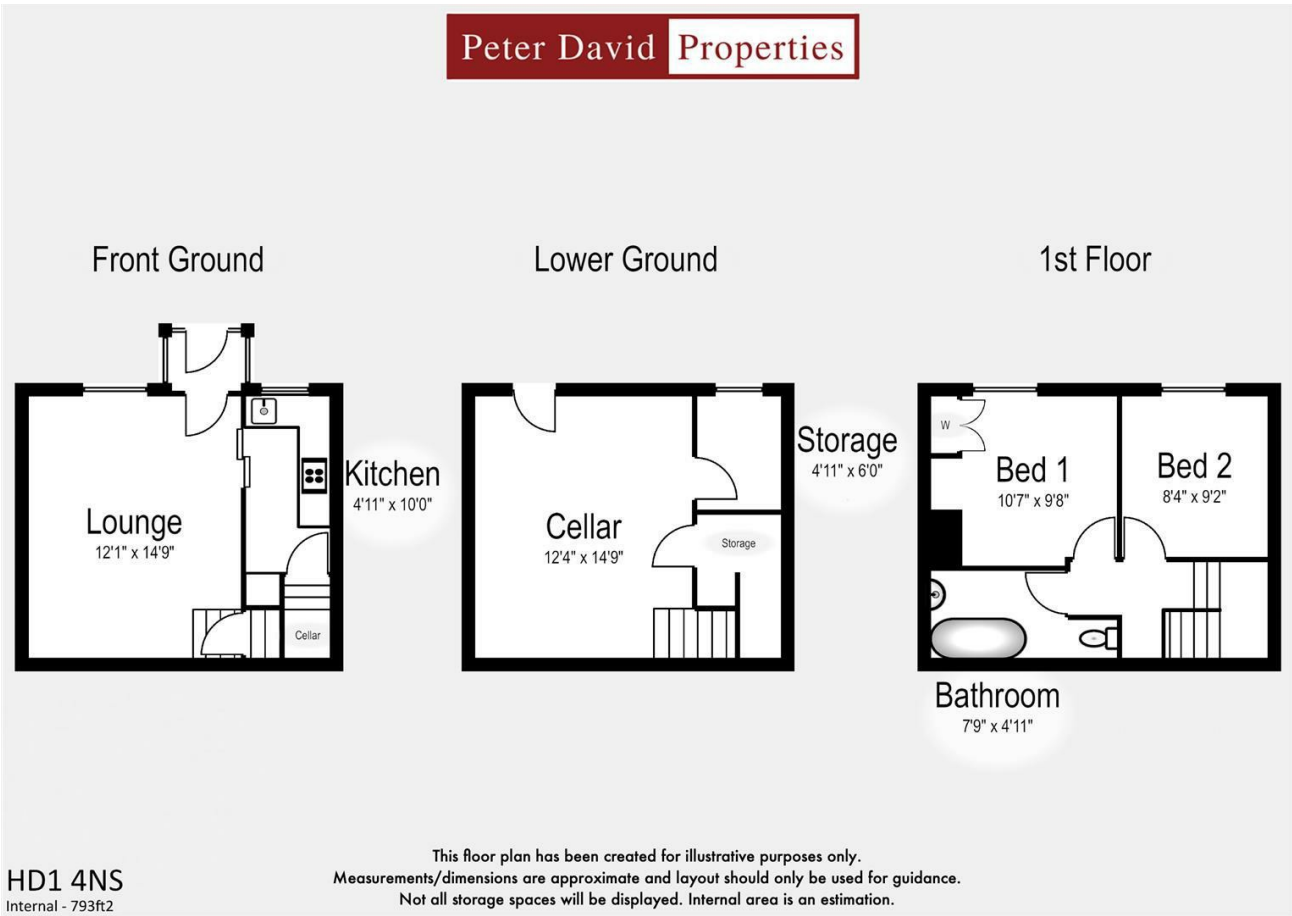 Peter David Properties
Front Ground
Lower Ground
1st Floor
Lounge
12'1" x 14'9"
Kitchen
4'11" x 10'0"
Cellar
Cellar
12'4" x 14'9"
Storage
4'11" x 6'0"
Storage
W
Bed 1
10'7" x 9'8"
Bed 2
8'4" x 9'2"
Bathroom
7'9" x 4'11"
This floor plan has been created for illustrative purposes only.
Measurements/dimensions are approximate and layout should only be used for guidance.
Not all storage spaces will be displayed. Internal area is an estimation.
HD1 4NS
Internal - 793ft2